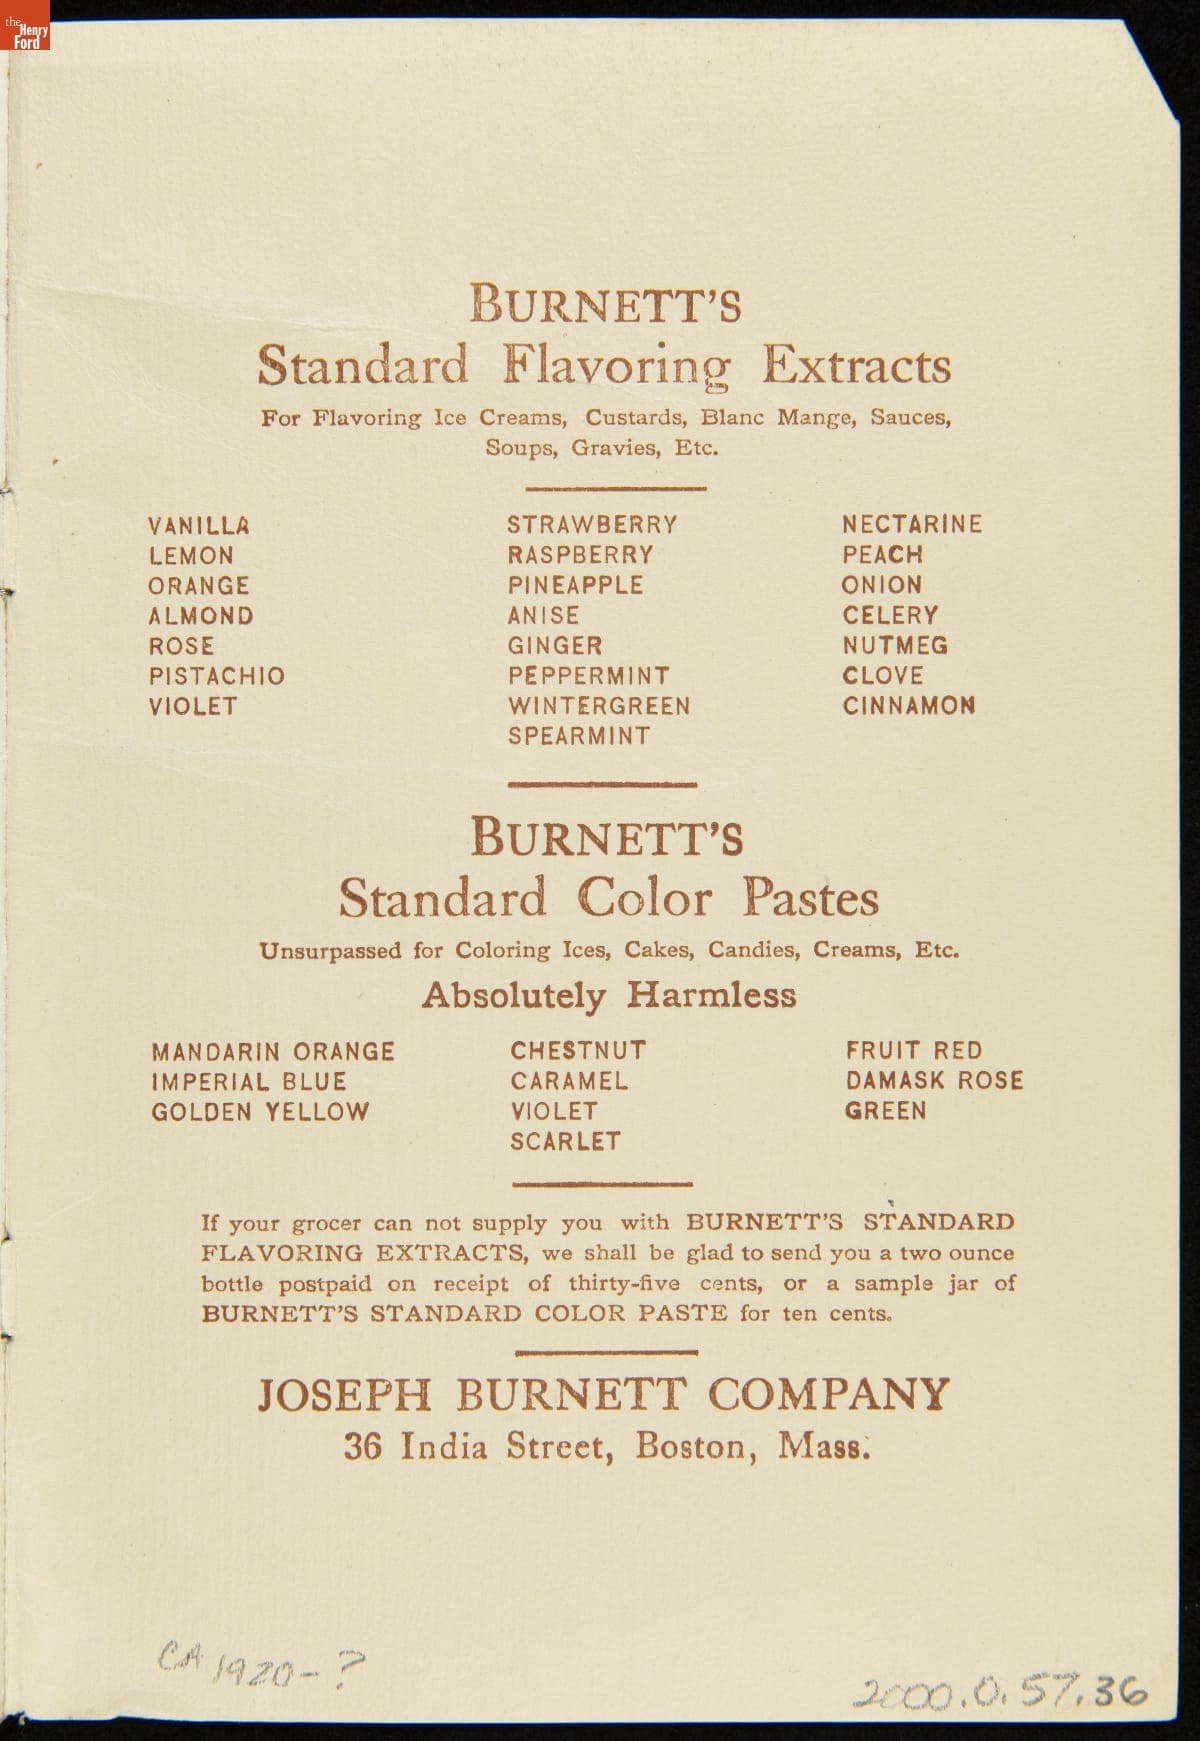 the
Henry
Ford
BURNETT'S
Standard Flavoring Extracts
For Flavoring Ice Creams, Custards, Blanc Mange, Sauces,
Soups, Gravies, Etc.
VANILLA
LEMON
ORANGE
ALMOND
ROSE
PISTACHIO
VIOLET
STRAWBERRY
RASPBERRY
PINEAPPLE
ANISE
GINGER
PEPPERMINT
WINTERGREEN
SPEARMINT
NECTARINE
PEACH
ONION
CELERY
NUTMEG
CLOVE
CINNAMON
BURNETT'S
Standard Color Pastes
Unsurpassed for Coloring Ices, Cakes, Candies, Creams, Etc.
Absolutely Harmless
MANDARIN ORANGE
IMPERIAL BLUE
GOLDEN YELLOW
CHESTNUT
CARAMEL
VIOLET
SCARLET
FRUIT RED
DAMASK ROSE
GREEN
If your grocer can not supply you with BURNETT'S STANDARD
FLAVORING EXTRACTS, we shall be glad to send you a two ounce
bottle postpaid on receipt of thirty-five cents, or a sample jar of
BURNETT'S STANDARD COLOR PASTE for ten cents.
JOSEPH BURNETT COMPANY
36 India Street, Boston, Mass.
CA 1920-?
2000.0.57.36